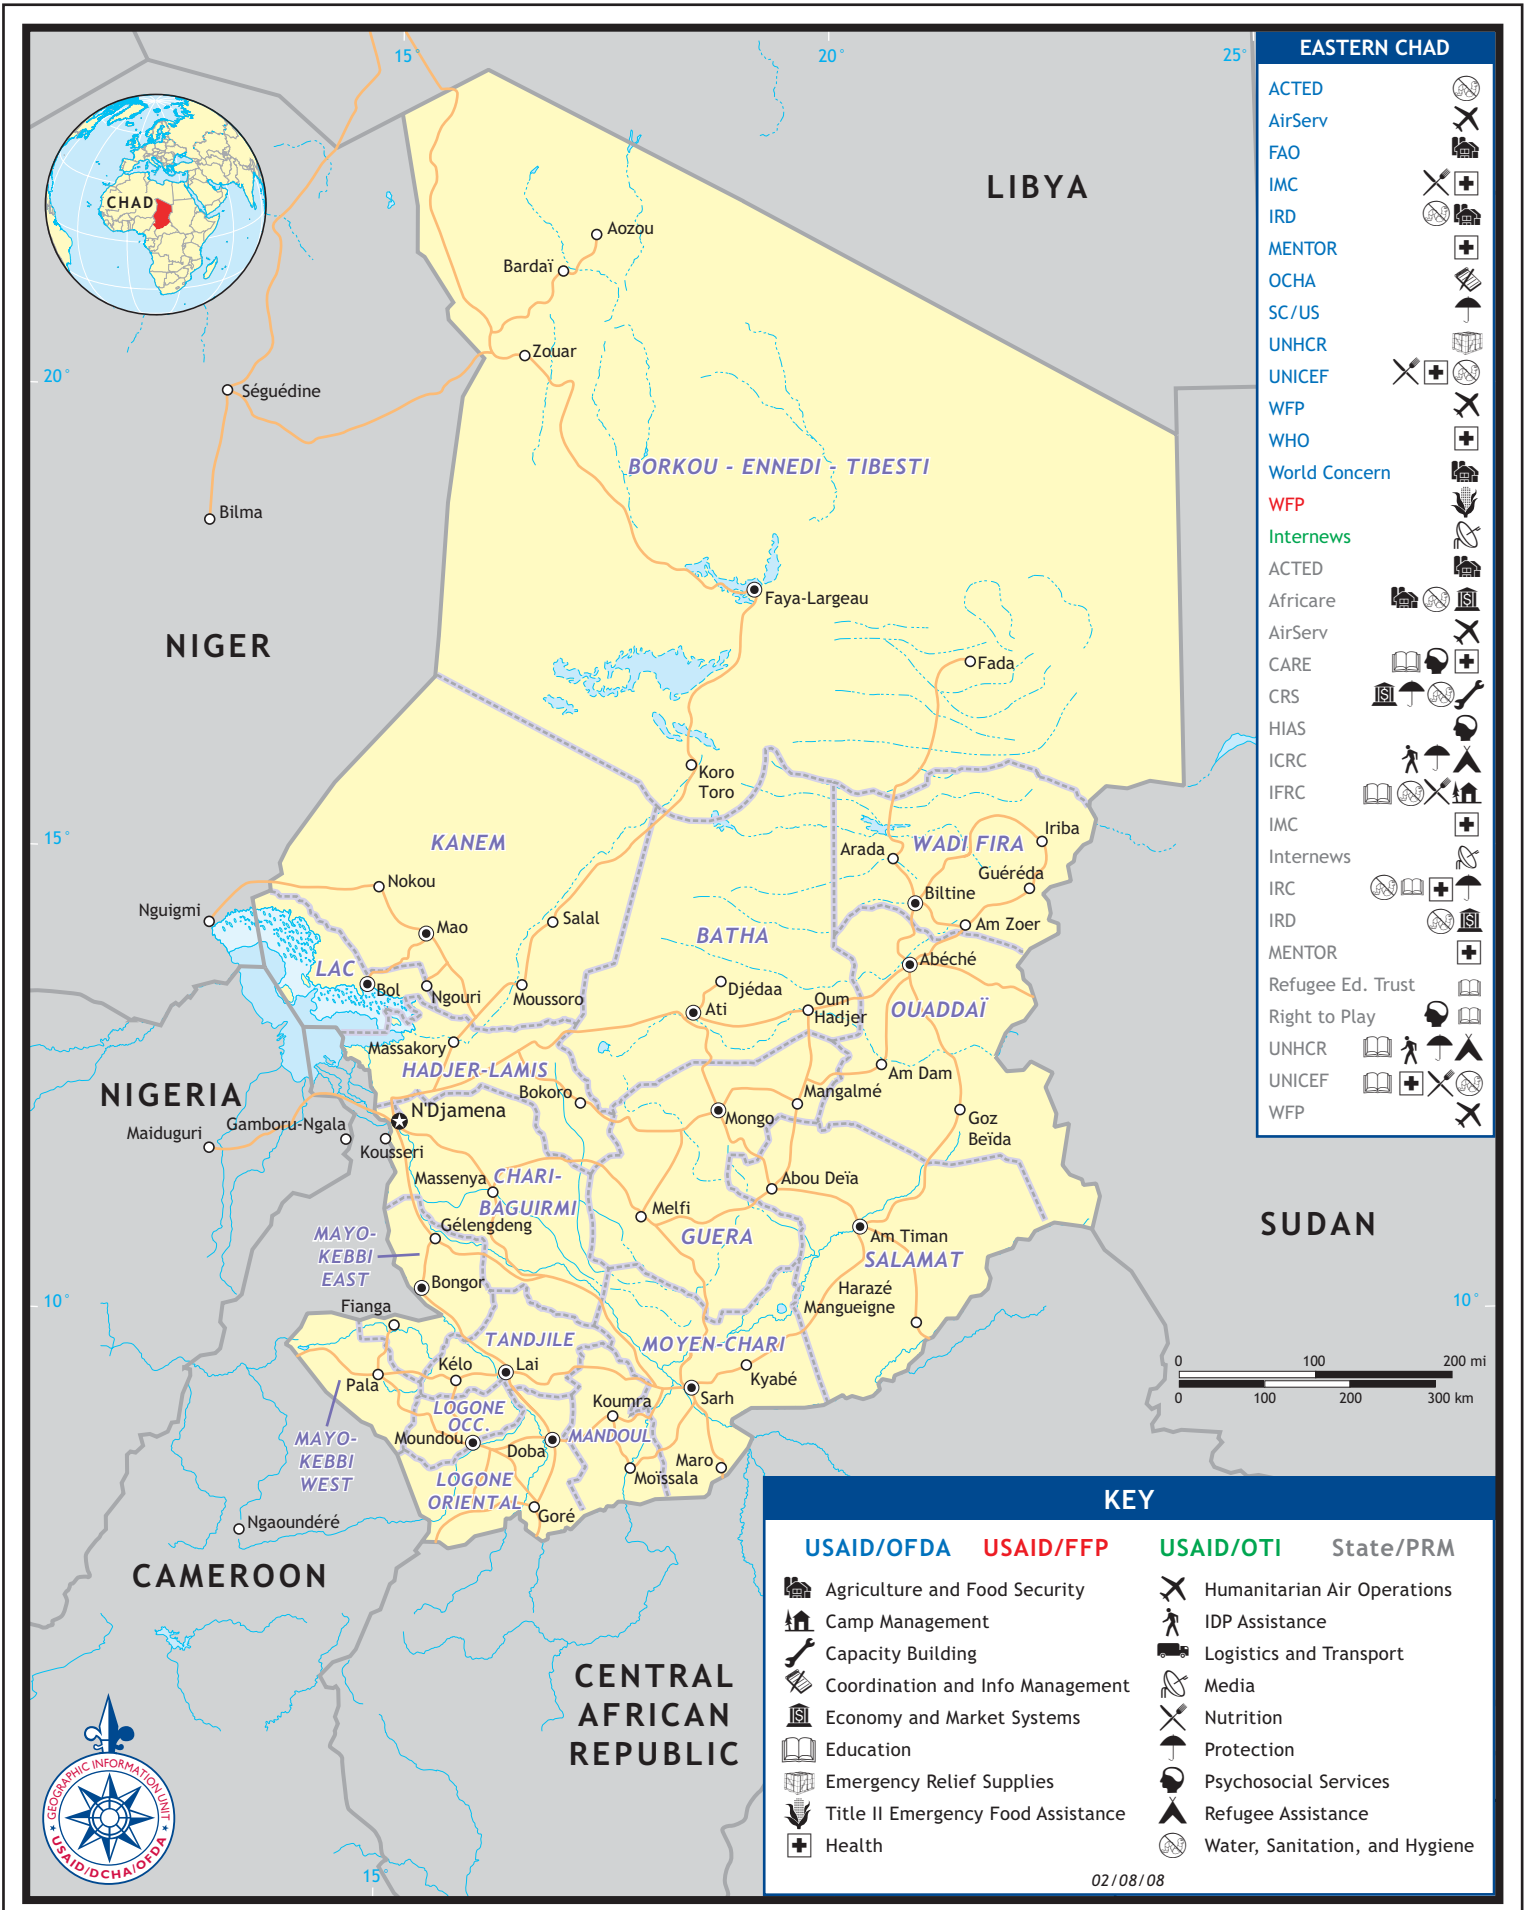 15°
20°
25°
EASTERN CHAD
ACTED
AirServ
FAO
IMC
IRD
MENTOR
OCHA
SC/US
UNHCR
UNICEF
WFP
WHO
World Concern
WFP
Internews
ACTED
Africare
AirServ
CARE
CRS
HIAS
ICRC
IFRC
IMC
Internews
IRC
IRD
MENTOR
Refugee Ed. Trust
Right to Play
UNHCR
UNICEF
WFP
CHAD
LIBYA
Aozou
Bardaï
Zouar
20°
Séguédine
BORKOU - ENNEDI - TIBESTI
Bilma
Faya-Largeau
NIGER
Fada
Koro
Toro
15°
KANEM
Iriba
Arada
WADI FIRA
Guéréda
Nokou
Biltine
Nguigmi
Salal
Mao
Am Zoer
BATHA
LAC
Abéché
Bol
Ngouri
Moussoro
Djédaa
Oum
Hadjer
Ati
OUADDAÏ
Massakory
HADJER-LAMIS
Am Dam
NIGERIA
Bokoro
Mangalmé
N'Djamena
Mongo
Goz
Beïda
Gamboru-Ngala
Maiduguri
Kousseri
Massenya
CHARI-
BAGUIRMI
Abou Deïa
Melfi
SUDAN
Gélengdeng
MAYO-
KEBBI
EAST
GUERA
Am Timan
SALAMAT
Bongor
Harazé
Mangueigne
10°
10°
Fianga
TANDJILE
MOYEN-CHARI
Kélo
Lai
Kyabé
Pala
Sarh
Koumra
LOGONE
OCC.
MANDOUL
Moundou
Doba
MAYO-
KEBBI
WEST
Maro
Moïssala
LOGONE
ORIENTAL
Goré
Ngaoundéré
CAMEROON
0 100 200 mi
0 100 200 300 km
CENTRAL
AFRICAN
REPUBLIC
15°
KEY
USAID/OFDA USAID/FFP USAID/OTI State/PRM
Agriculture and Food Security
Camp Management
Capacity Building
Coordination and Info Management
Economy and Market Systems
Education
Emergency Relief Supplies
Title II Emergency Food Assistance
Health
Humanitarian Air Operations
IDP Assistance
Logistics and Transport
Media
Nutrition
Protection
Psychosocial Services
Refugee Assistance
Water, Sanitation, and Hygiene
02/08/08
GEOGRAPHIC INFORMATION UNIT
USAID/DCHA/OFDA